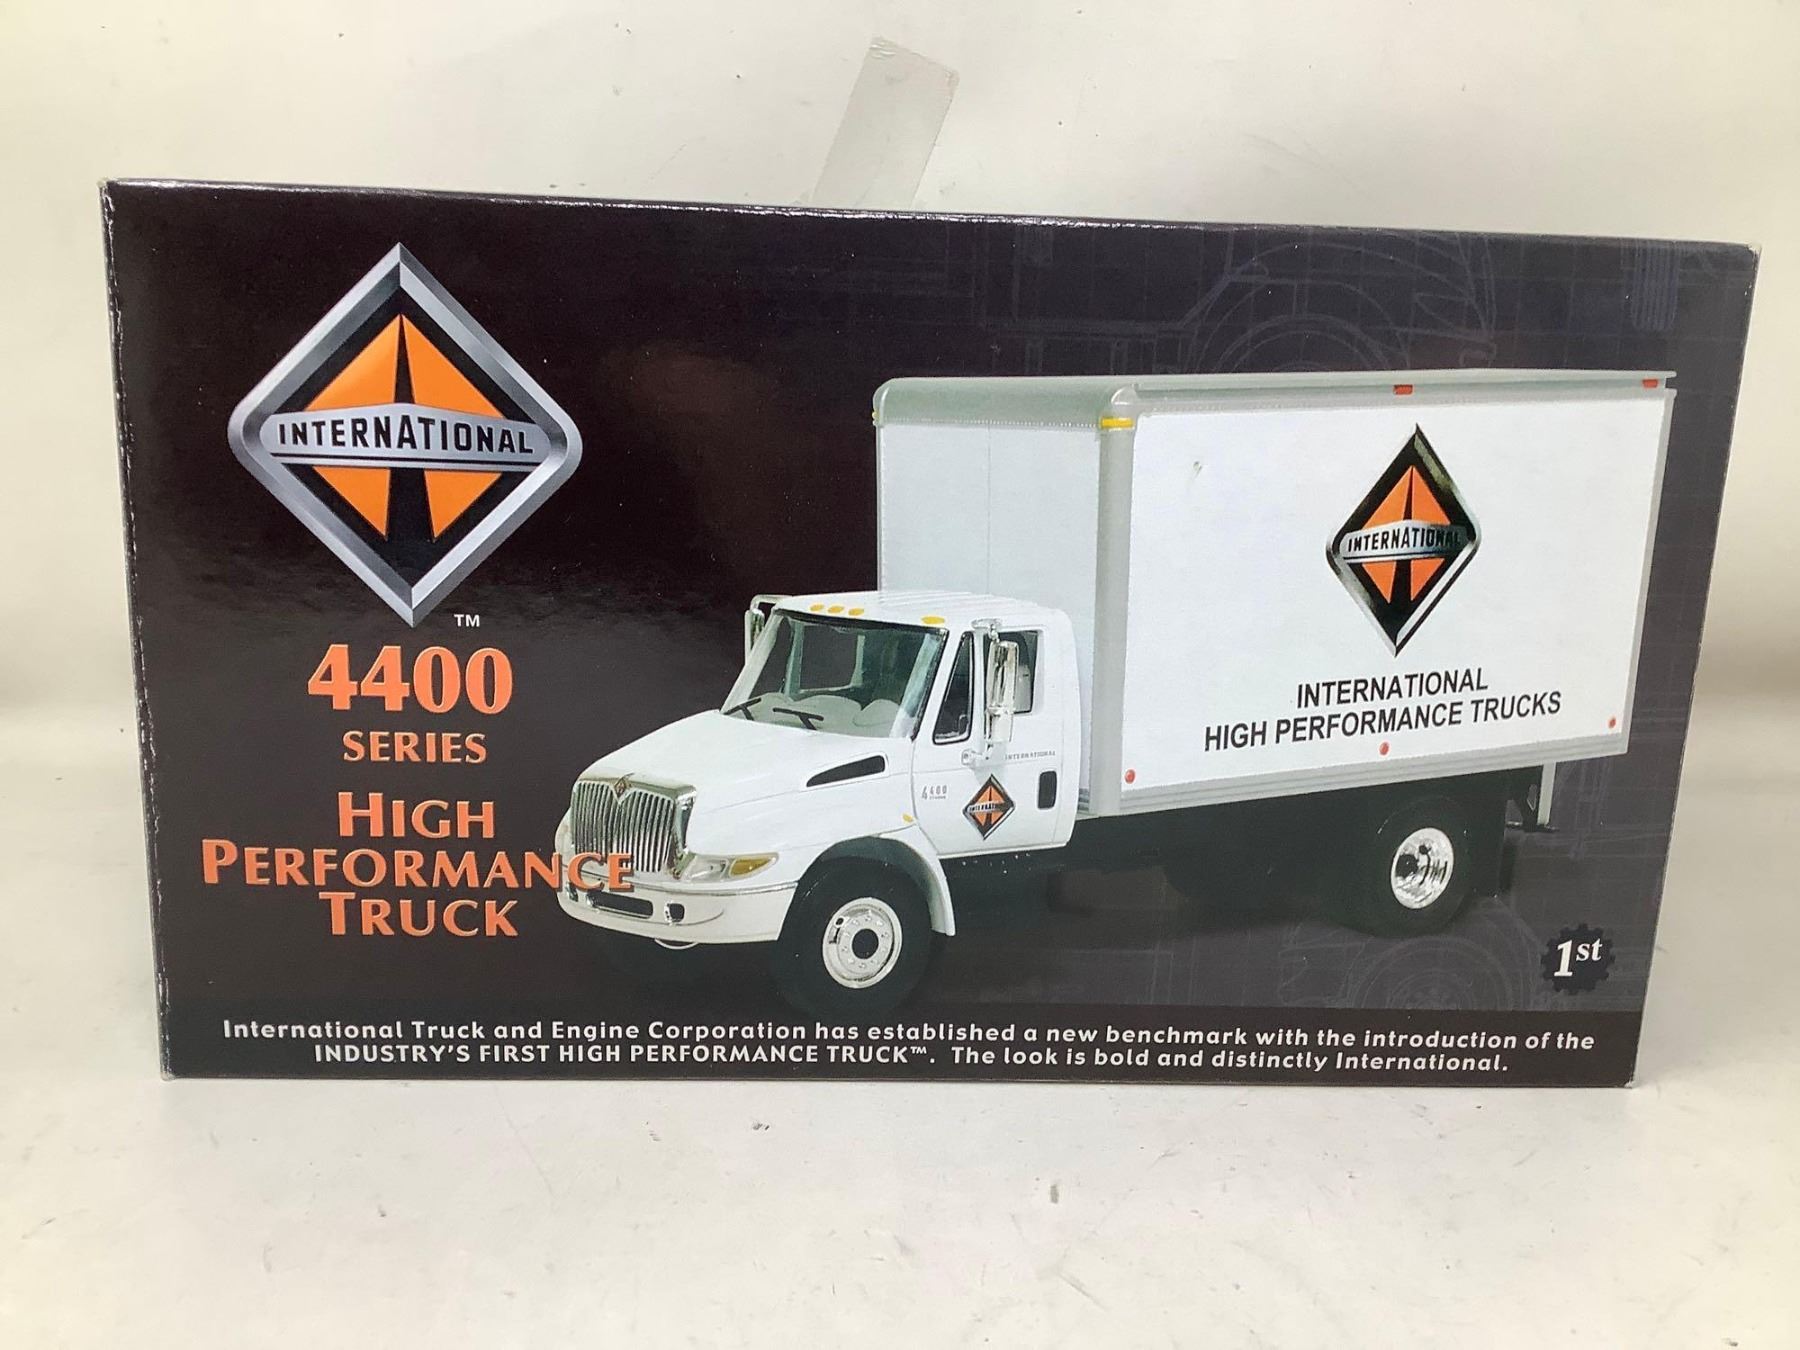 INTERNATIONAL
TM
4400
SERIES
HIGH
PERFORMANCE
TRUCK
INTERNATIONAL
INTERNATIONAL
HIGH PERFORMANCE TRUCKS
INTERNATIONAL
4400
1st
International Truck and Engine Corporation has established a new benchmark with the introduction of the
INDUSTRY'S FIRST HIGH PERFORMANCE TRUCK™. The look is bold and distinctly International.